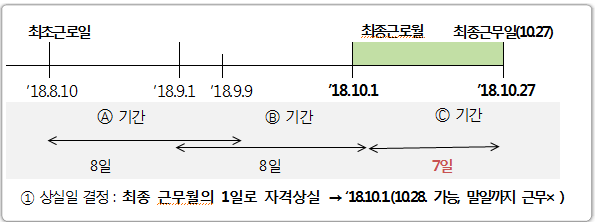 최초근로일 최종근로월 최종근무일(10.27)
'18.8.10 '18.9.1 '18.9.9 '18.10.1 '18.10.27
Ⓐ 기간 Ⓑ 기간 Ⓒ 기간
8일 8일 7일
① 상실일 결정 : 최종 근무월의 1일로 자격상실 → '18.10.1(10.28. 가능, 말일까지 근무×)